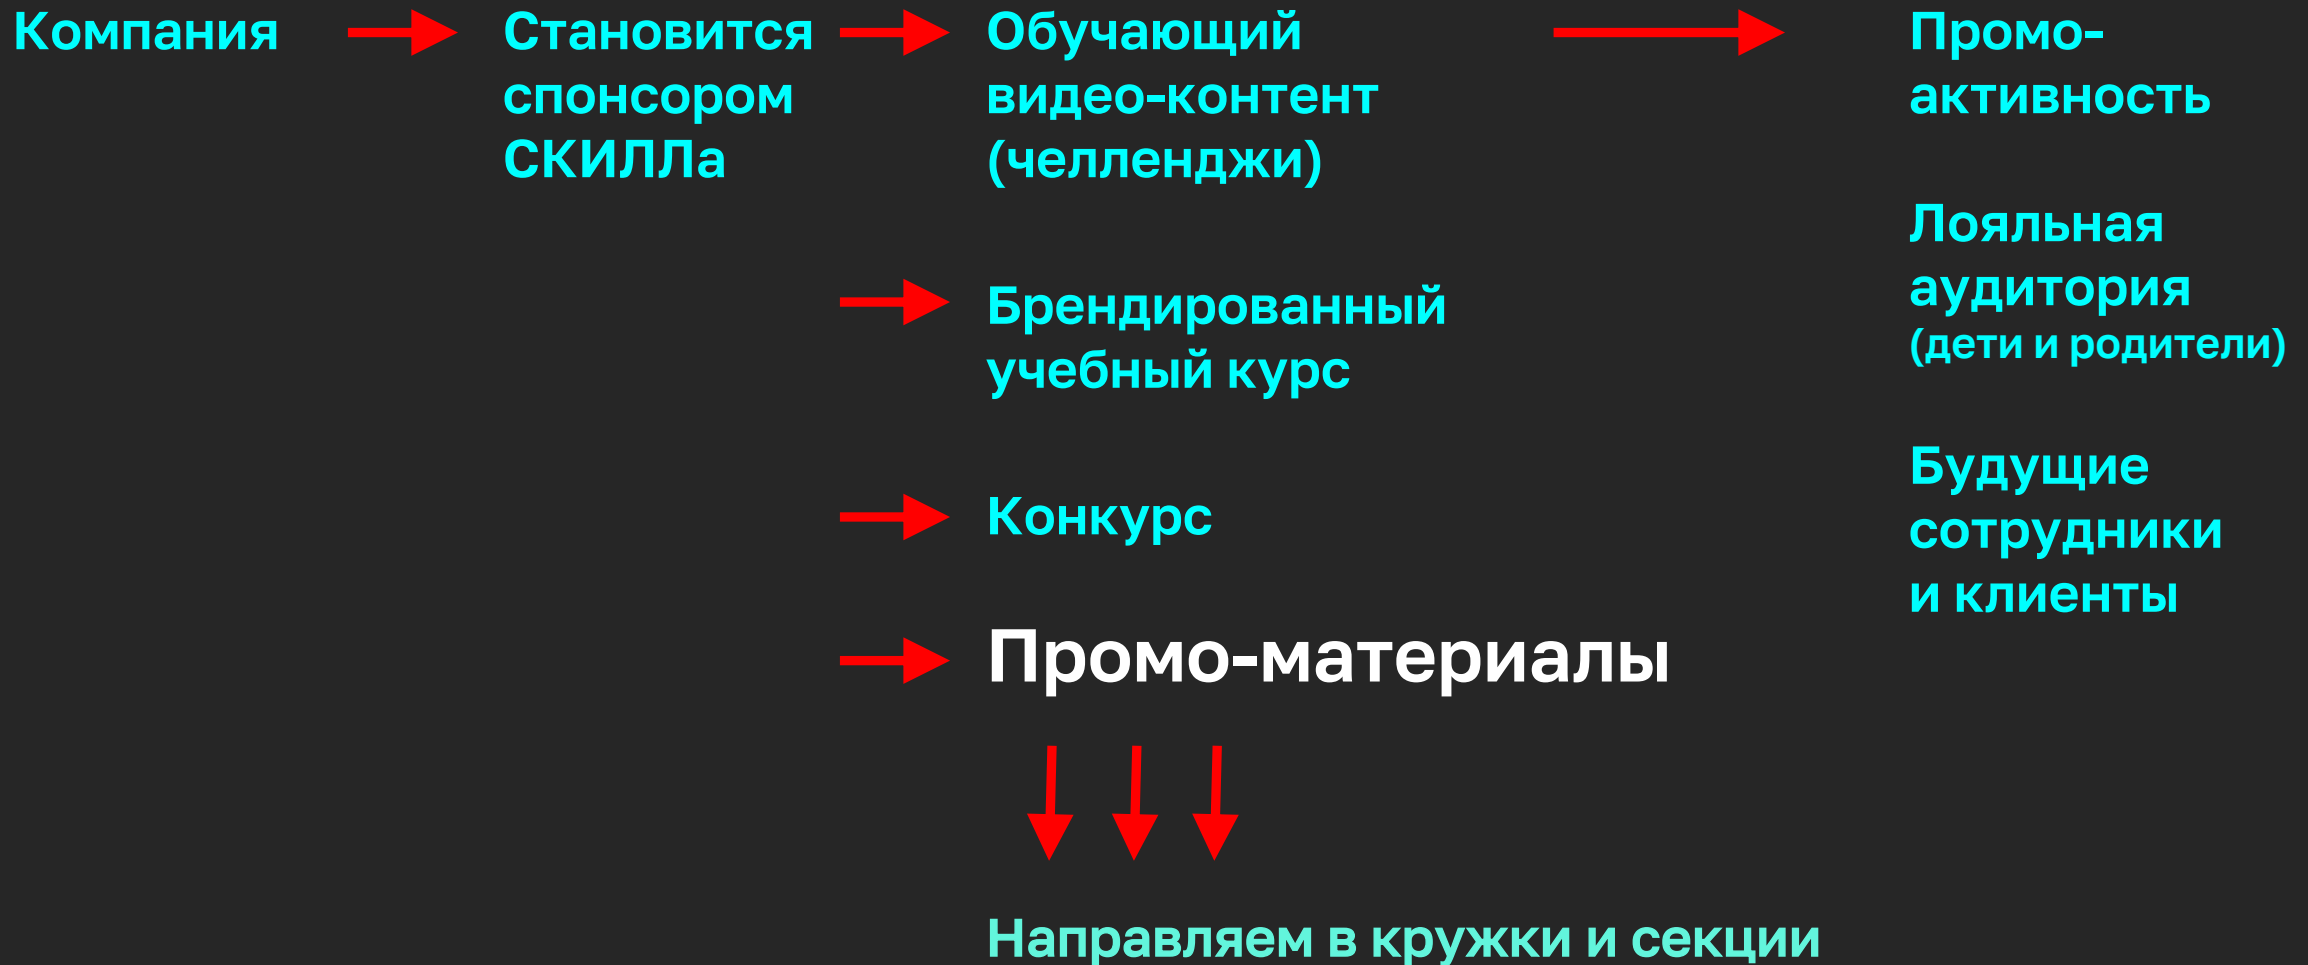 Компания
Становится
спонсором
СКИЛЛа
Обучающий
видео-контент
(челленджи)
Брендированный
учебный курс
Конкурс
Промо-материалы
Направляем в кружки и секции
Промо-
активность
Лояльная
аудитория
(дети и родители)
Будущие
сотрудники
и клиенты